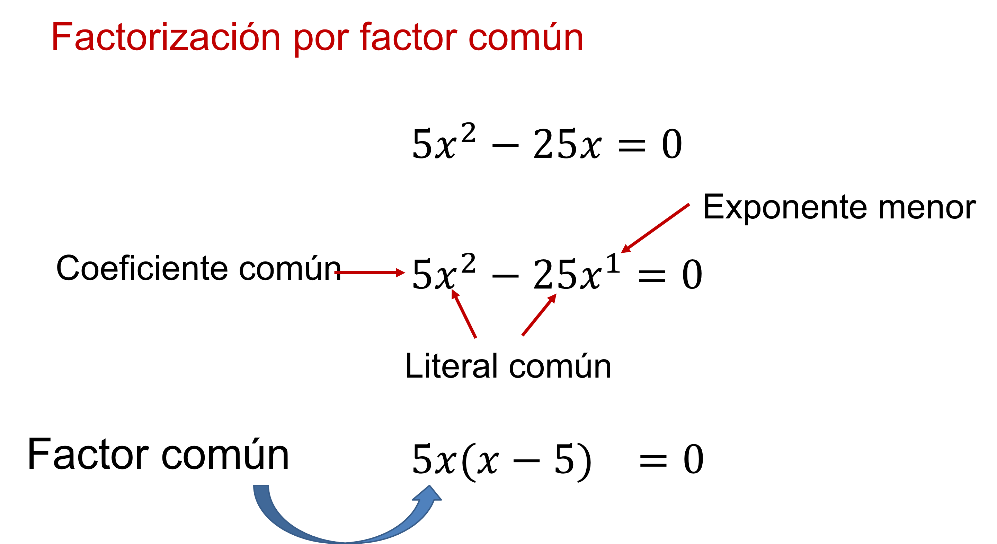 Factorización por factor común
5x² − 25x = 0
Exponente menor
Coeficiente común
5x² − 25x¹ = 0
Literal común
Factor común
5x(x − 5) = 0